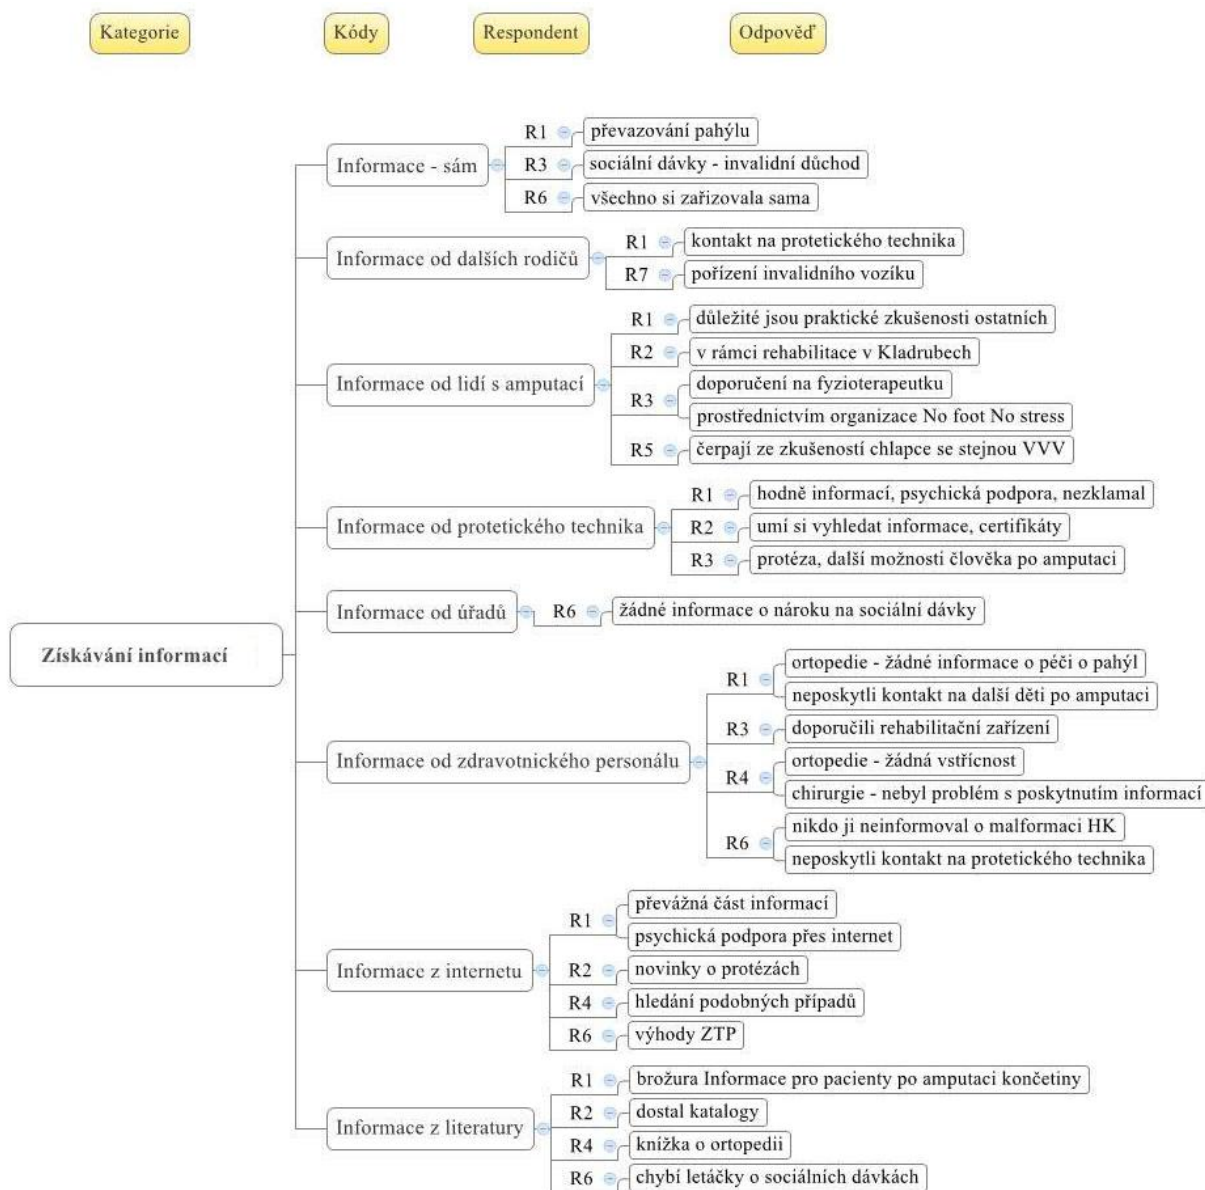 Kategorie
Kódy
Respondent
Odpověď
Získávání informací
Informace - sám
R1
převazování pahýlu
R3
sociální dávky - invalidní důchod
R6
všechno si zařizovala sama
Informace od dalších rodičů
R1
kontakt na protetického technika
R7
pořízení invalidního vozíku
Informace od lidí s amputací
R1
důležité jsou praktické zkušenosti ostatních
R2
v rámci rehabilitace v Kladrubech
R3
doporučení na fyzioterapeutku
prostřednictvím organizace No foot No stress
R5
čerpají ze zkušeností chlapce se stejnou VVV
Informace od protetického technika
R1
hodně informací, psychická podpora, nezklamal
R2
umí si vyhledat informace, certifikáty
R3
protéza, další možnosti člověka po amputaci
Informace od úřadů
R6
žádné informace o nároku na sociální dávky
Informace od zdravotnického personálu
R1
ortopedie - žádné informace o péči o pahýl
neposkytli kontakt na další děti po amputaci
R3
doporučili rehabilitační zařízení
R4
ortopedie - žádná vstřícnost
chirurgie - nebyl problém s poskytnutím informací
R6
nikdo ji neinformoval o malformaci HK
neposkytli kontakt na protetického technika
Informace z internetu
R1
převážná část informací
psychická podpora přes internet
R2
novinky o protézách
R4
hledání podobných případů
R6
výhody ZTP
Informace z literatury
R1
brožura Informace pro pacienty po amputaci končetiny
R2
dostal katalogy
R4
knížka o ortopedii
R6
chybí letáčky o sociálních dávkách